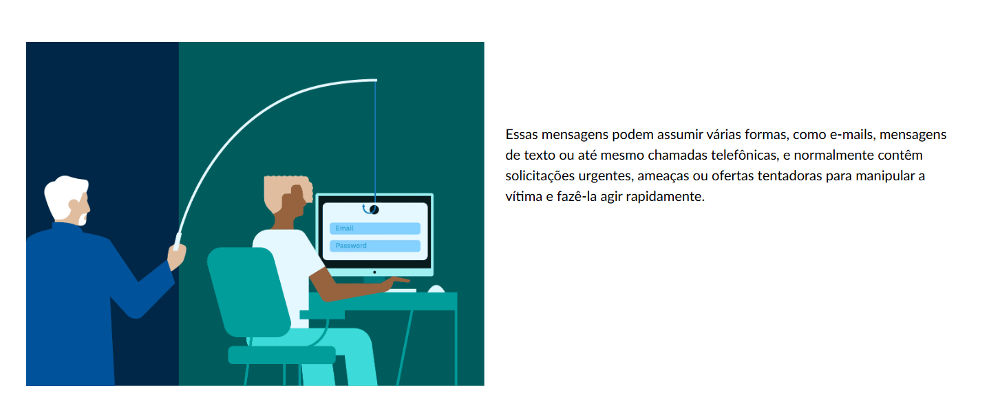 Email
Password
Essas mensagens podem assumir várias formas, como e-mails, mensagens
de texto ou até mesmo chamadas telefônicas, e normalmente contêm
solicitações urgentes, ameaças ou ofertas tentadoras para manipular a
vítima e fazê-la agir rapidamente.